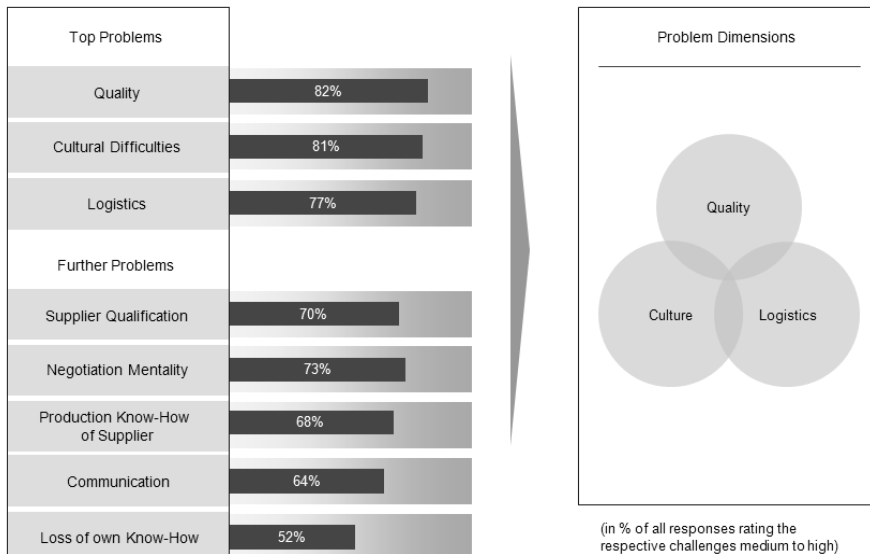 Top Problems
Quality 82%
Cultural Difficulties 81%
Logistics 77%
Further Problems
Supplier Qualification 70%
Negotiation Mentality 73%
Production Know-How
of Supplier 68%
Communication 64%
Loss of own Know-How 52%
Problem Dimensions
Quality
Culture Logistics
(in % of all responses rating the
respective challenges medium to high)